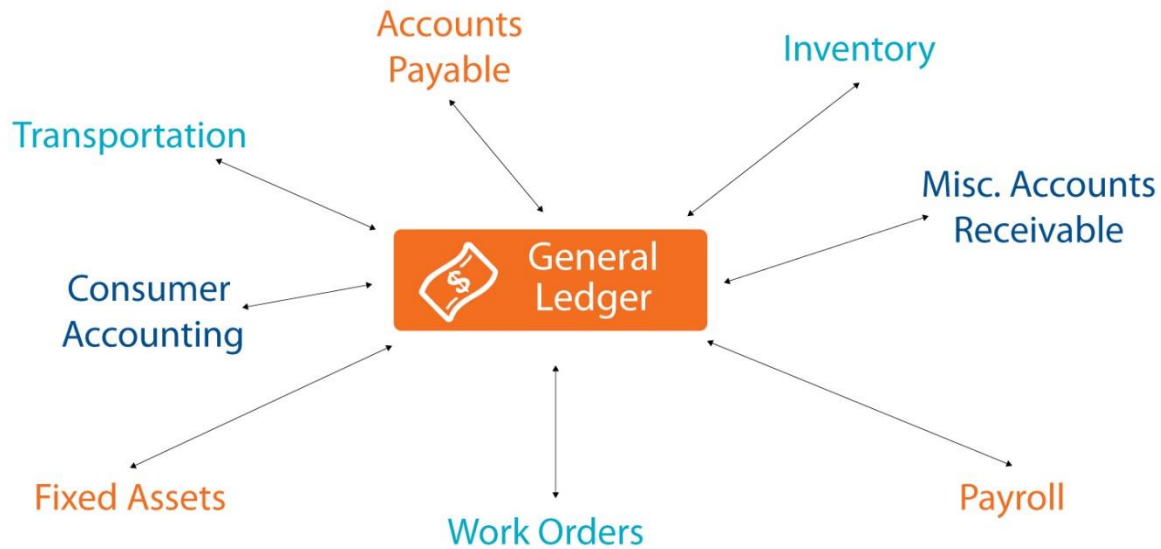 Accounts
Payable
Inventory
Transportation
Misc. Accounts
Receivable
General
Ledger
$
Consumer
Accounting
Fixed Assets
Work Orders
Payroll